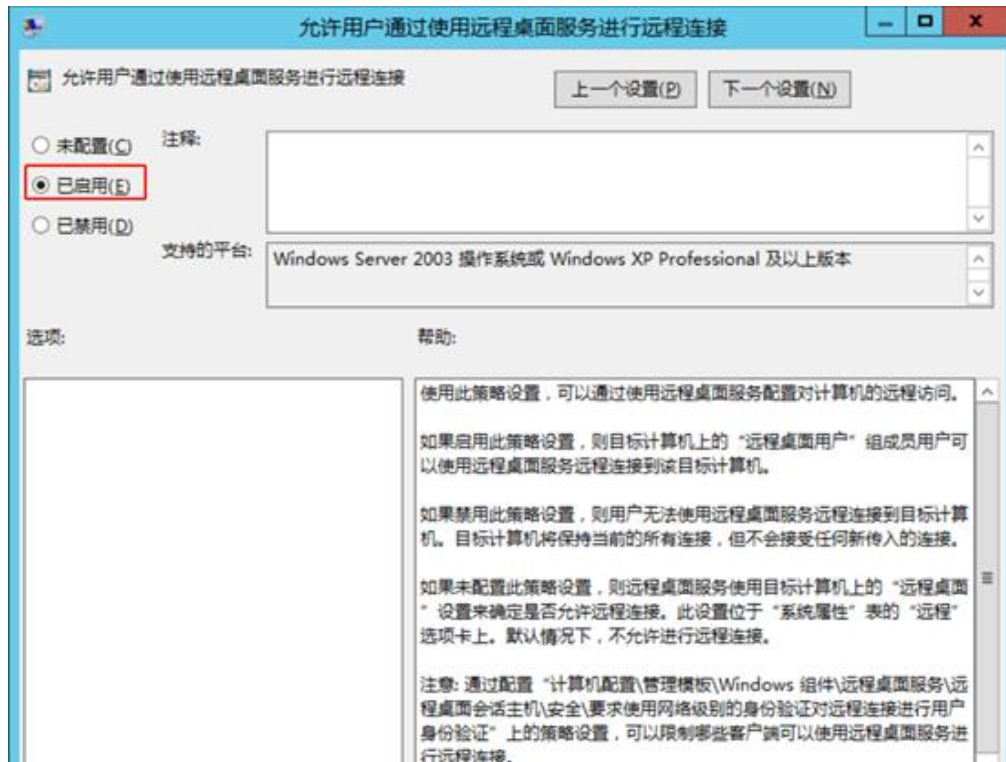 允许用户通过使用远程桌面服务进行远程连接
允许用户通过使用远程桌面服务进行远程连接
上一个设置(P)
下一个设置(N)
未配置(C)
注释:
已启用(E)
已禁用(D)
支持的平台:
Windows Server 2003 操作系统或 Windows XP Professional 及以上版本
选项:
帮助:
使用此策略设置，可以通过使用远程桌面服务配置对计算机的远程访问。
如果启用此策略设置，则目标计算机上的“远程桌面用户”组成员用户可
以使用远程桌面服务远程连接到该目标计算机。
如果禁用此策略设置，则用户无法使用远程桌面服务远程连接到目标计算
机。目标计算机将保持当前的所有连接，但不会接受任何新传入的连接。
如果未配置此策略设置，则远程桌面服务使用目标计算机上的“远程桌面
”设置来确定是否允许远程连接。此设置位于“系统属性”表的“远程”
选项卡上。默认情况下，不允许进行远程连接。
注意: 通过配置“计算机配置\管理模板\Windows 组件\远程桌面服务\远
程桌面会话主机\安全\要求使用网络级别的身份验证对远程连接进行用户
身份验证”上的策略设置，可以限制哪些客户端可以使用远程桌面服务进
行远程连接。